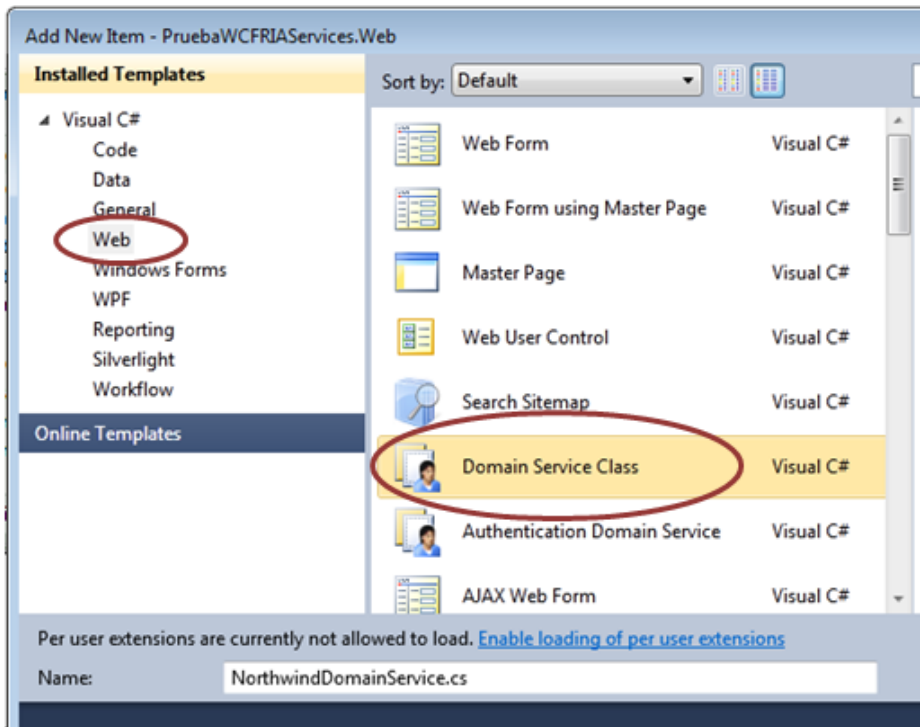 Add New Item - PruebaWCFRIAServices.Web
Installed Templates
Sort by: Default
Visual C#
Code
Data
General
Web
Windows Forms
WPF
Reporting
Silverlight
Workflow
Online Templates
Web Form Visual C#
Web Form using Master Page Visual C#
Master Page Visual C#
Web User Control Visual C#
Search Sitemap Visual C#
Domain Service Class Visual C#
Authentication Domain Service Visual C#
AJAX Web Form Visual C#
Per user extensions are currently not allowed to load. Enable loading of per user extensions
Name: NorthwindDomainService.cs